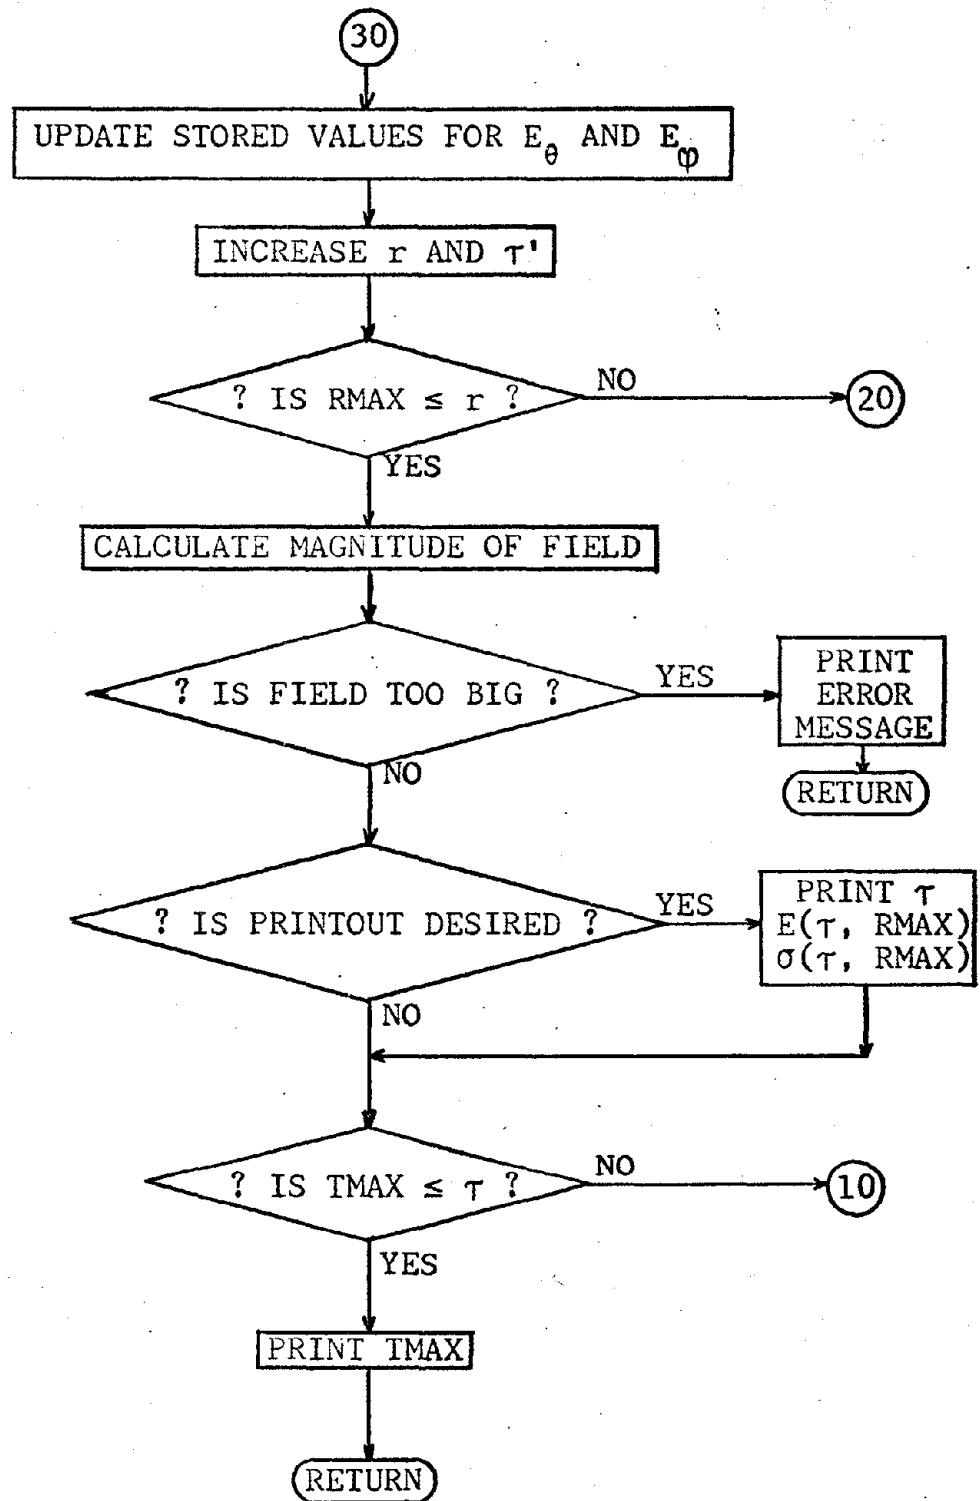 30
UPDATE STORED VALUES FOR E_θ AND E_φ
INCREASE r AND τ'
? IS RMAX ≤ r ?
NO
20
YES
CALCULATE MAGNITUDE OF FIELD
? IS FIELD TOO BIG ?
YES
PRINT
ERROR
MESSAGE
RETURN
NO
? IS PRINTOUT DESIRED ?
YES
PRINT τ
E(τ, RMAX)
σ(τ, RMAX)
NO
? IS TMAX ≤ τ ?
NO
10
YES
PRINT TMAX
RETURN